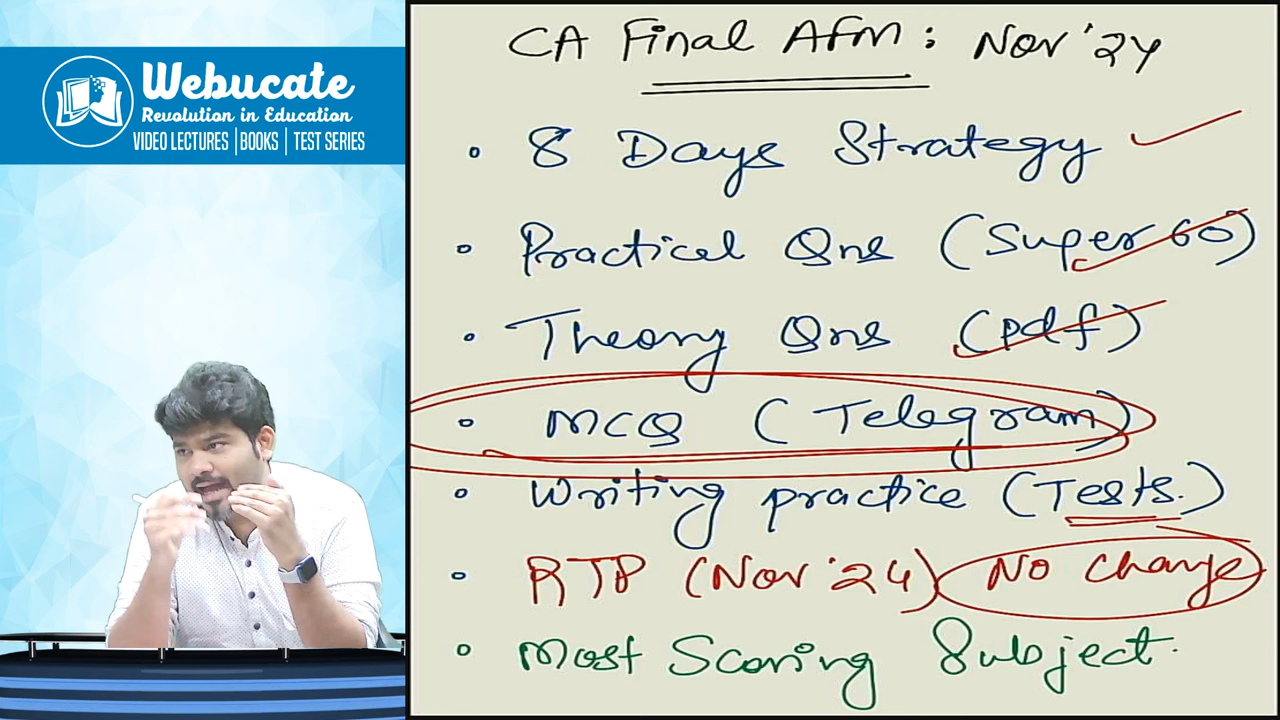 Webucate
Revolution in Education
VIDEO LECTURES | BOOKS | TEST SERIES
CA Final AFM : Nov '24
• 8 Days Strategy
• Practical Qns (Super 60)
• Theory Qns (pdf)
• MCQ (Telegram)
• Writing practice (Tests.)
• RTP (Nov '24) No Change
• Most Scoring Subject.